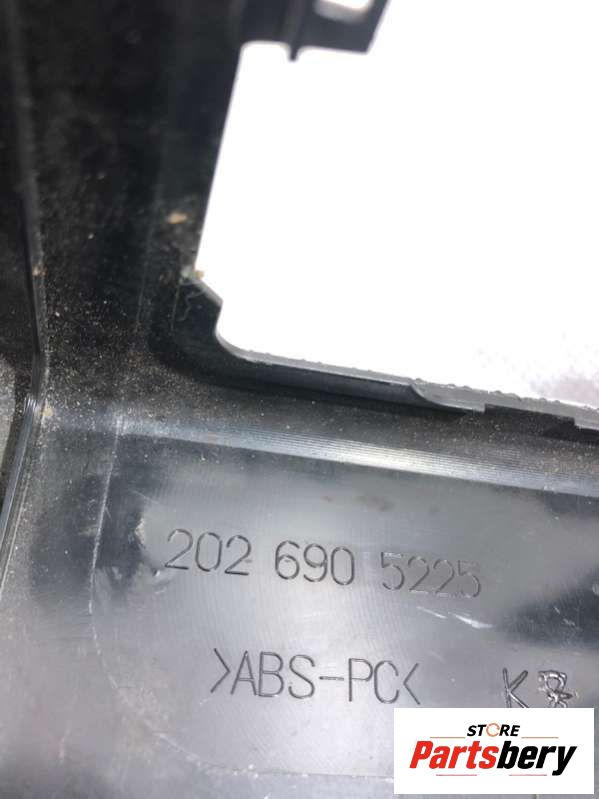 202 690 5225
>ABS-PC<
K
STORE
Partsbery